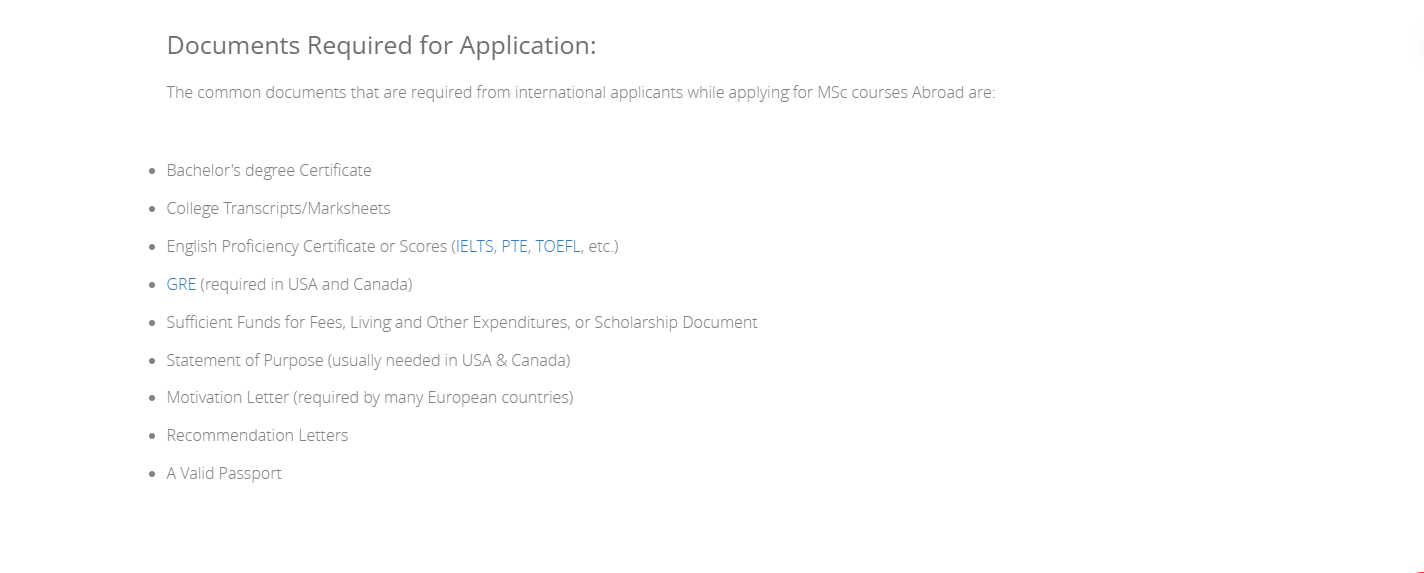 Documents Required for Application:
The common documents that are required from international applicants while applying for MSc courses Abroad are:
• Bachelor's degree Certificate
• College Transcripts/Marksheets
• English Proficiency Certificate or Scores (IELTS, PTE, TOEFL, etc.)
• GRE (required in USA and Canada)
• Sufficient Funds for Fees, Living and Other Expenditures, or Scholarship Document
• Statement of Purpose (usually needed in USA & Canada)
• Motivation Letter (required by many European countries)
• Recommendation Letters
• A Valid Passport